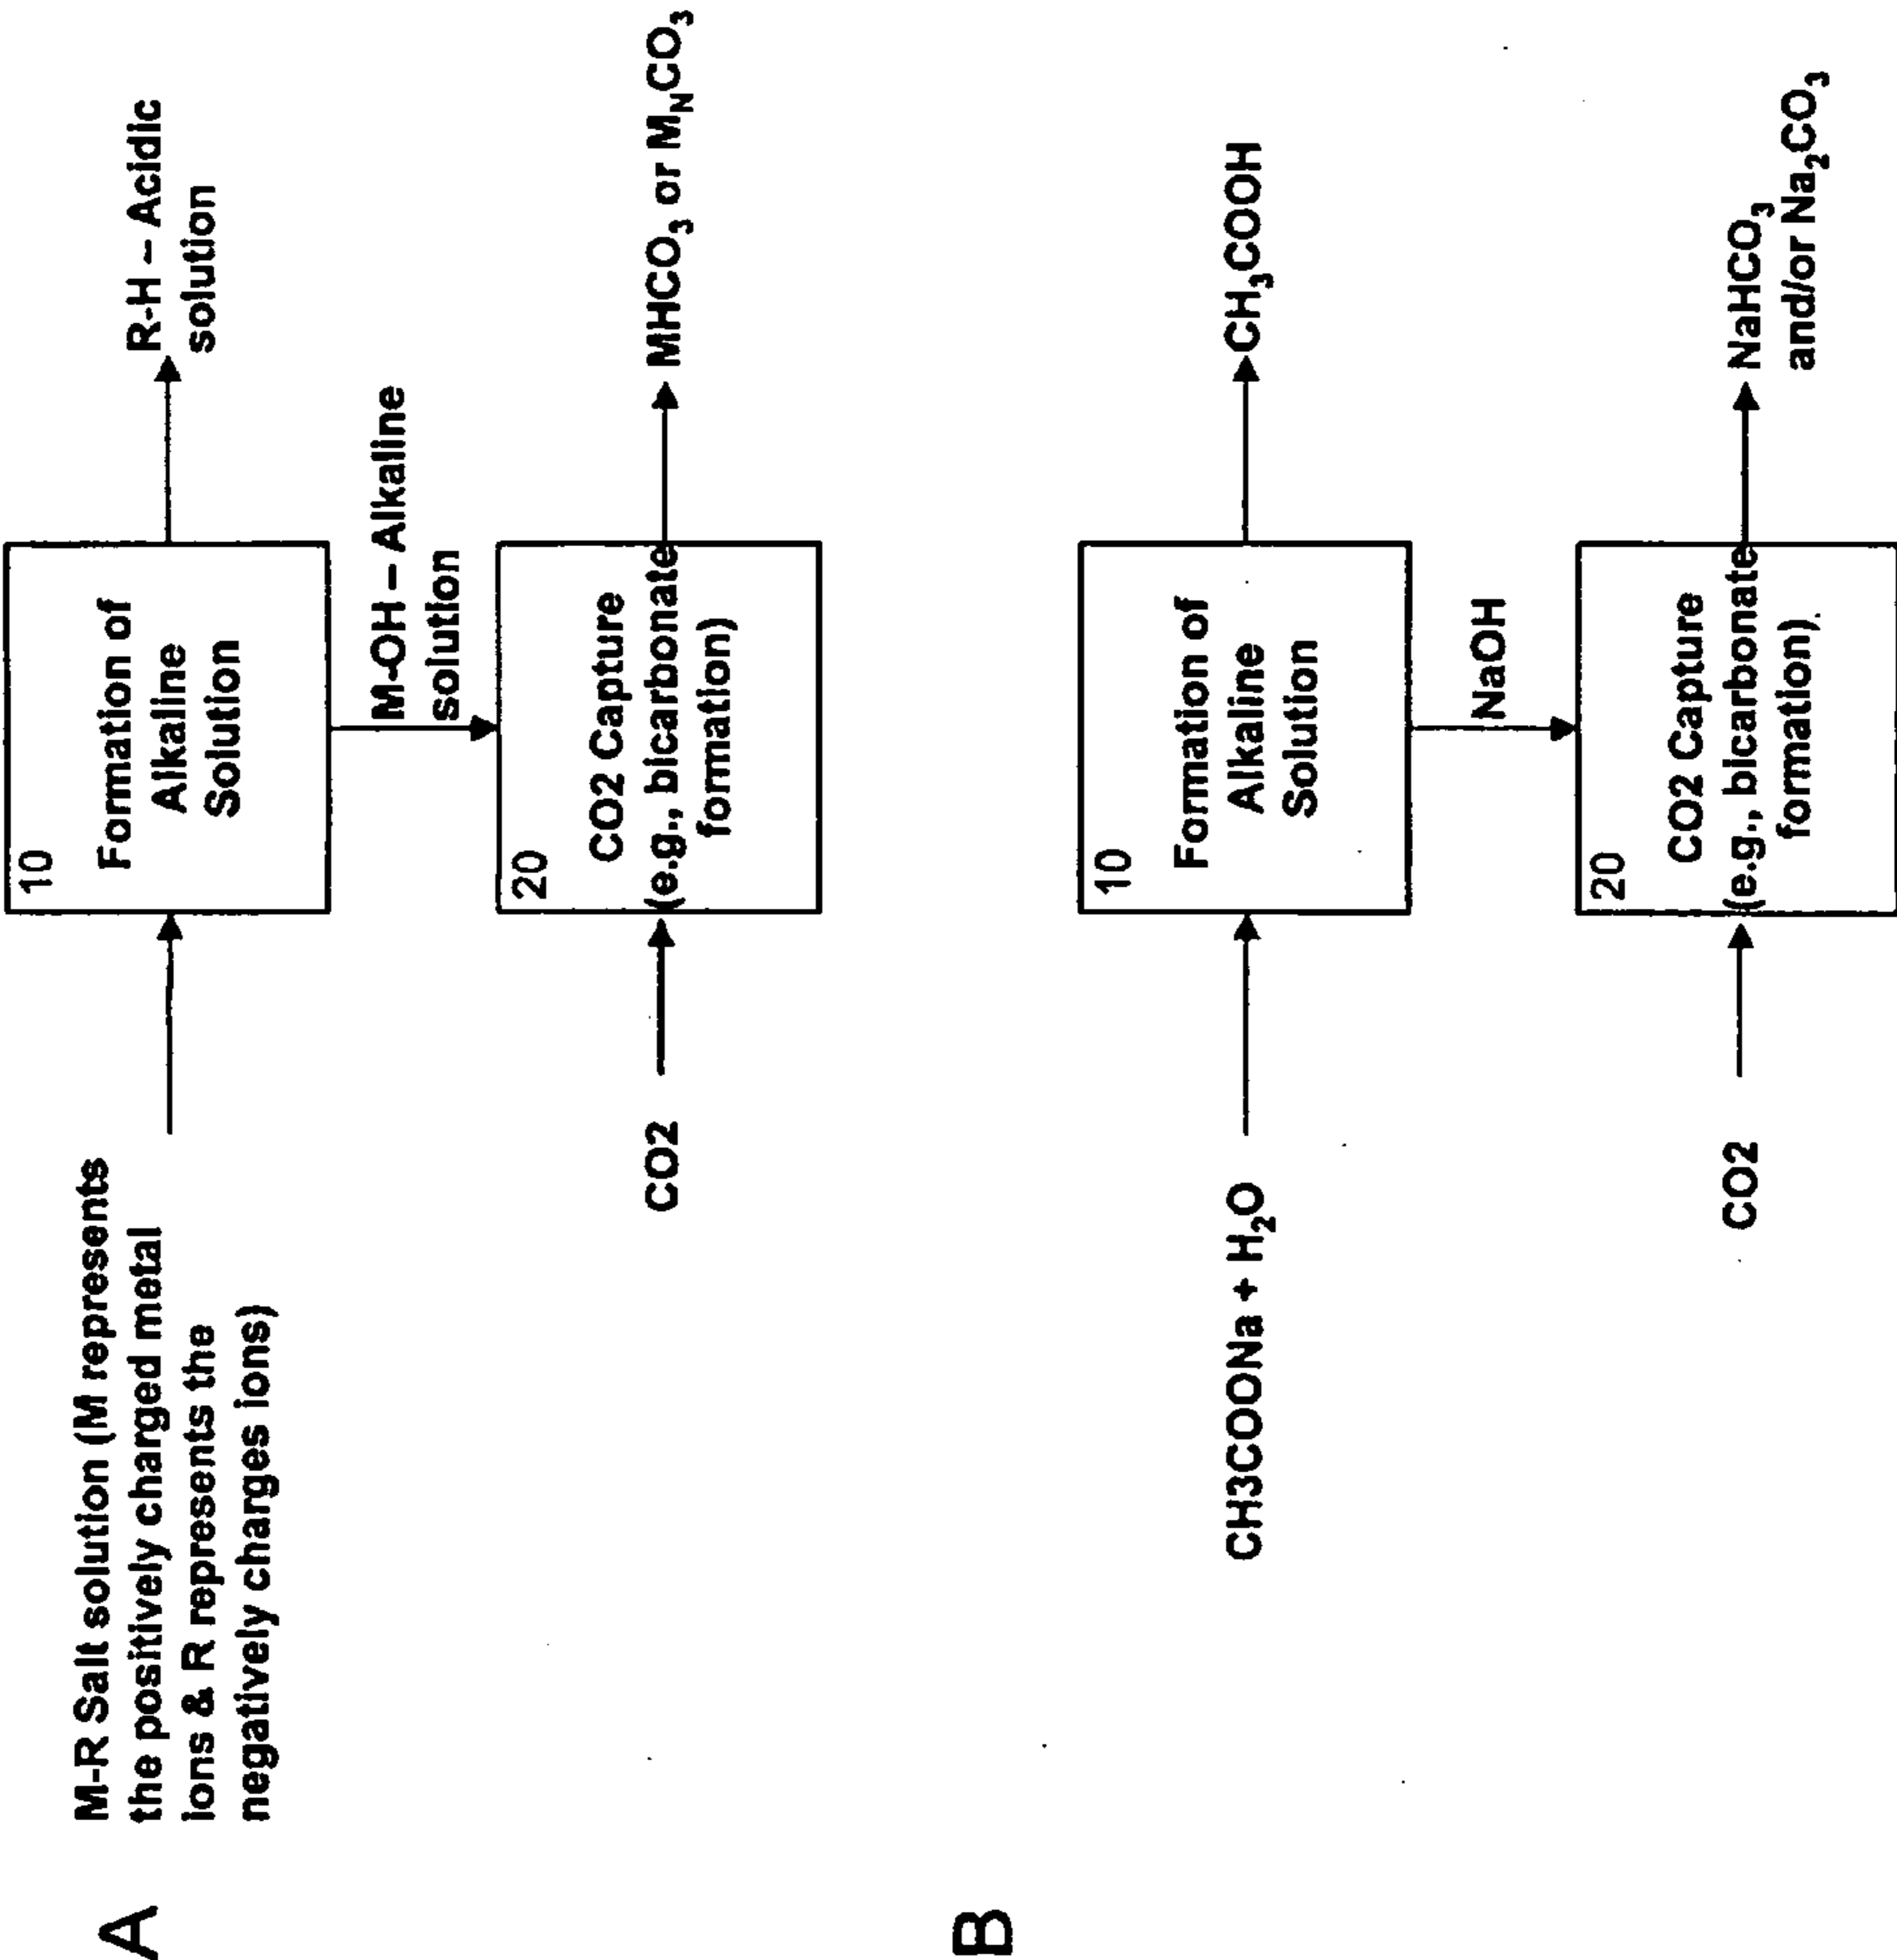 A
M-R Salt solution (M represents
the positively charged metal
ions & R represents the
negatively charges ions)
10
Formation of
Alkaline
Solution
R-H – Acidic
solution
M-OH – Alkaline
solution
CO2
20
CO2 Capture
(e.g., bicarbonate
formation)
MHCO₃ or M_NCO₃
B
CH3COONa + H₂O
10
Formation of
Alkaline
Solution
CH₃COOH
NaOH
CO2
20
CO2 Capture
(e.g., bicarbonate
formation)
NaHCO₃
and/or Na₂CO₃